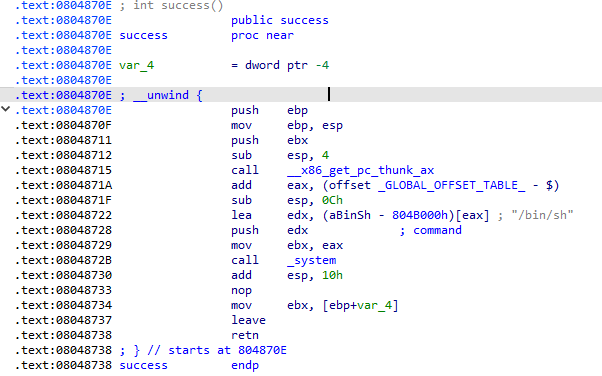 .text:0804870E ; int success()
.text:0804870E public success
.text:0804870E success proc near
.text:0804870E
.text:0804870E var_4 = dword ptr -4
.text:0804870E
.text:0804870E ; __unwind {
.text:0804870E push ebp
.text:0804870F mov ebp, esp
.text:08048711 push ebx
.text:08048712 sub esp, 4
.text:08048715 call __x86_get_pc_thunk_ax
.text:0804871A add eax, (offset _GLOBAL_OFFSET_TABLE_ - $)
.text:0804871F sub esp, 0Ch
.text:08048722 lea edx, (aBinSh - 804B000h)[eax] ; "/bin/sh"
.text:08048728 push edx ; command
.text:08048729 mov ebx, eax
.text:0804872B call _system
.text:08048730 add esp, 10h
.text:08048733 nop
.text:08048734 mov ebx, [ebp+var_4]
.text:08048737 leave
.text:08048738 retn
.text:08048738 ; } // starts at 804870E
.text:08048738 success endp